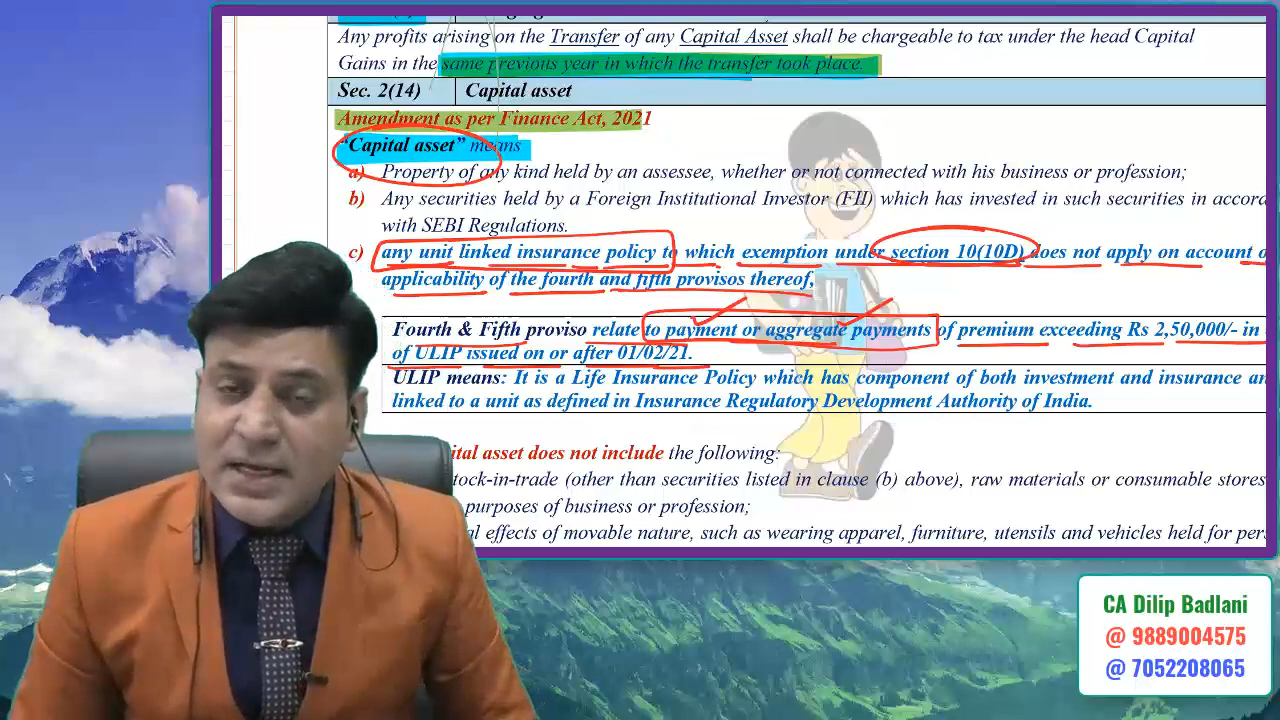 Any profits arising on the Transfer of any Capital Asset shall be chargeable to tax under the head Capital
Gains in the same previous year in which the transfer took place.
Sec. 2(14) Capital asset
Amendment as per Finance Act, 2021
“Capital asset” means
a) Property of any kind held by an assessee, whether or not connected with his business or profession;
b) Any securities held by a Foreign Institutional Investor (FII) which has invested in such securities in accord
with SEBI Regulations.
c) any unit linked insurance policy to which exemption under section 10(10D) does not apply on account o
applicability of the fourth and fifth provisos thereof,
Fourth & Fifth proviso relate to payment or aggregate payments of premium exceeding Rs 2,50,000/- in
of ULIP issued on or after 01/02/21.
ULIP means: It is a Life Insurance Policy which has component of both investment and insurance an
linked to a unit as defined in Insurance Regulatory Development Authority of India.
ital asset does not include the following:
tock-in-trade (other than securities listed in clause (b) above), raw materials or consumable stores
purposes of business or profession;
al effects of movable nature, such as wearing apparel, furniture, utensils and vehicles held for per
CA Dilip Badlani
@ 9889004575
@ 7052208065